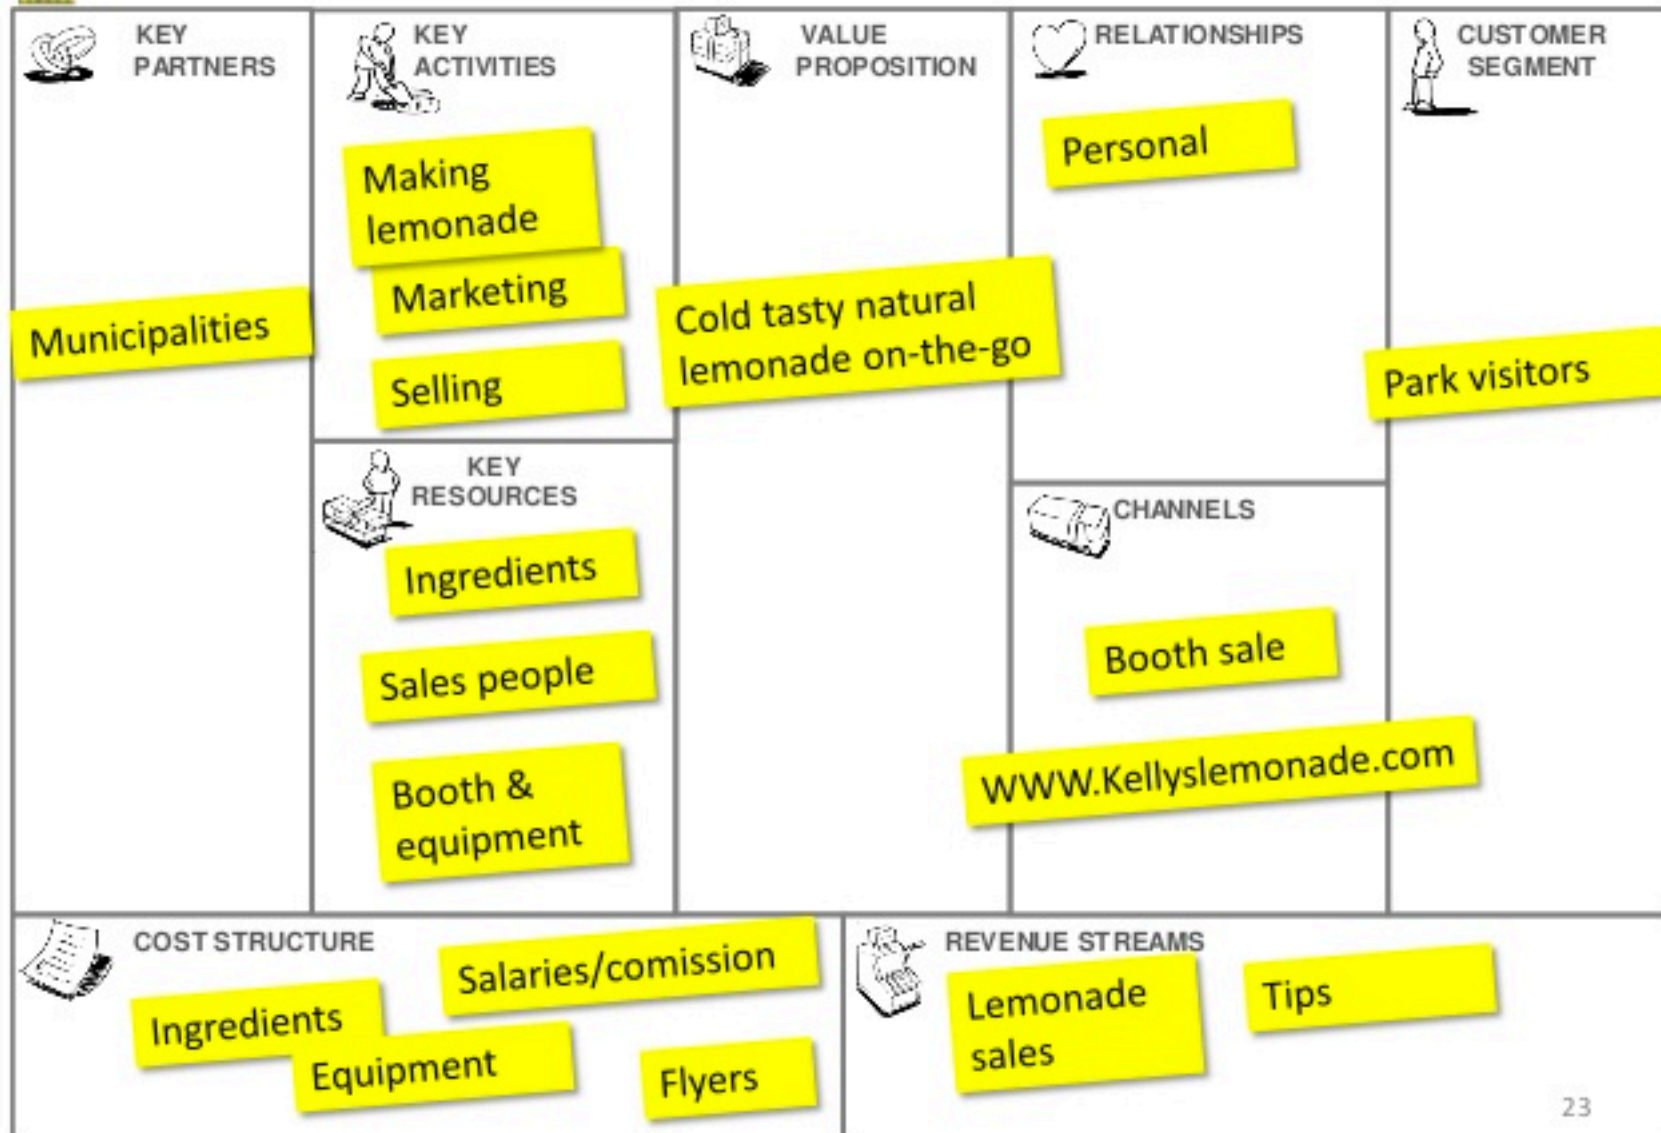 KEY
PARTNERS
Municipalities
KEY
ACTIVITIES
Making
lemonade
Marketing
Selling
KEY
RESOURCES
Ingredients
Sales people
Booth &
equipment
VALUE
PROPOSITION
Cold tasty natural
lemonade on-the-go
RELATIONSHIPS
Personal
CHANNELS
Booth sale
WWW.Kellyslemonade.com
CUSTOMER
SEGMENT
Park visitors
COST STRUCTURE
Salaries/comission
Ingredients
Equipment
Flyers
REVENUE STREAMS
Lemonade
sales
Tips
23